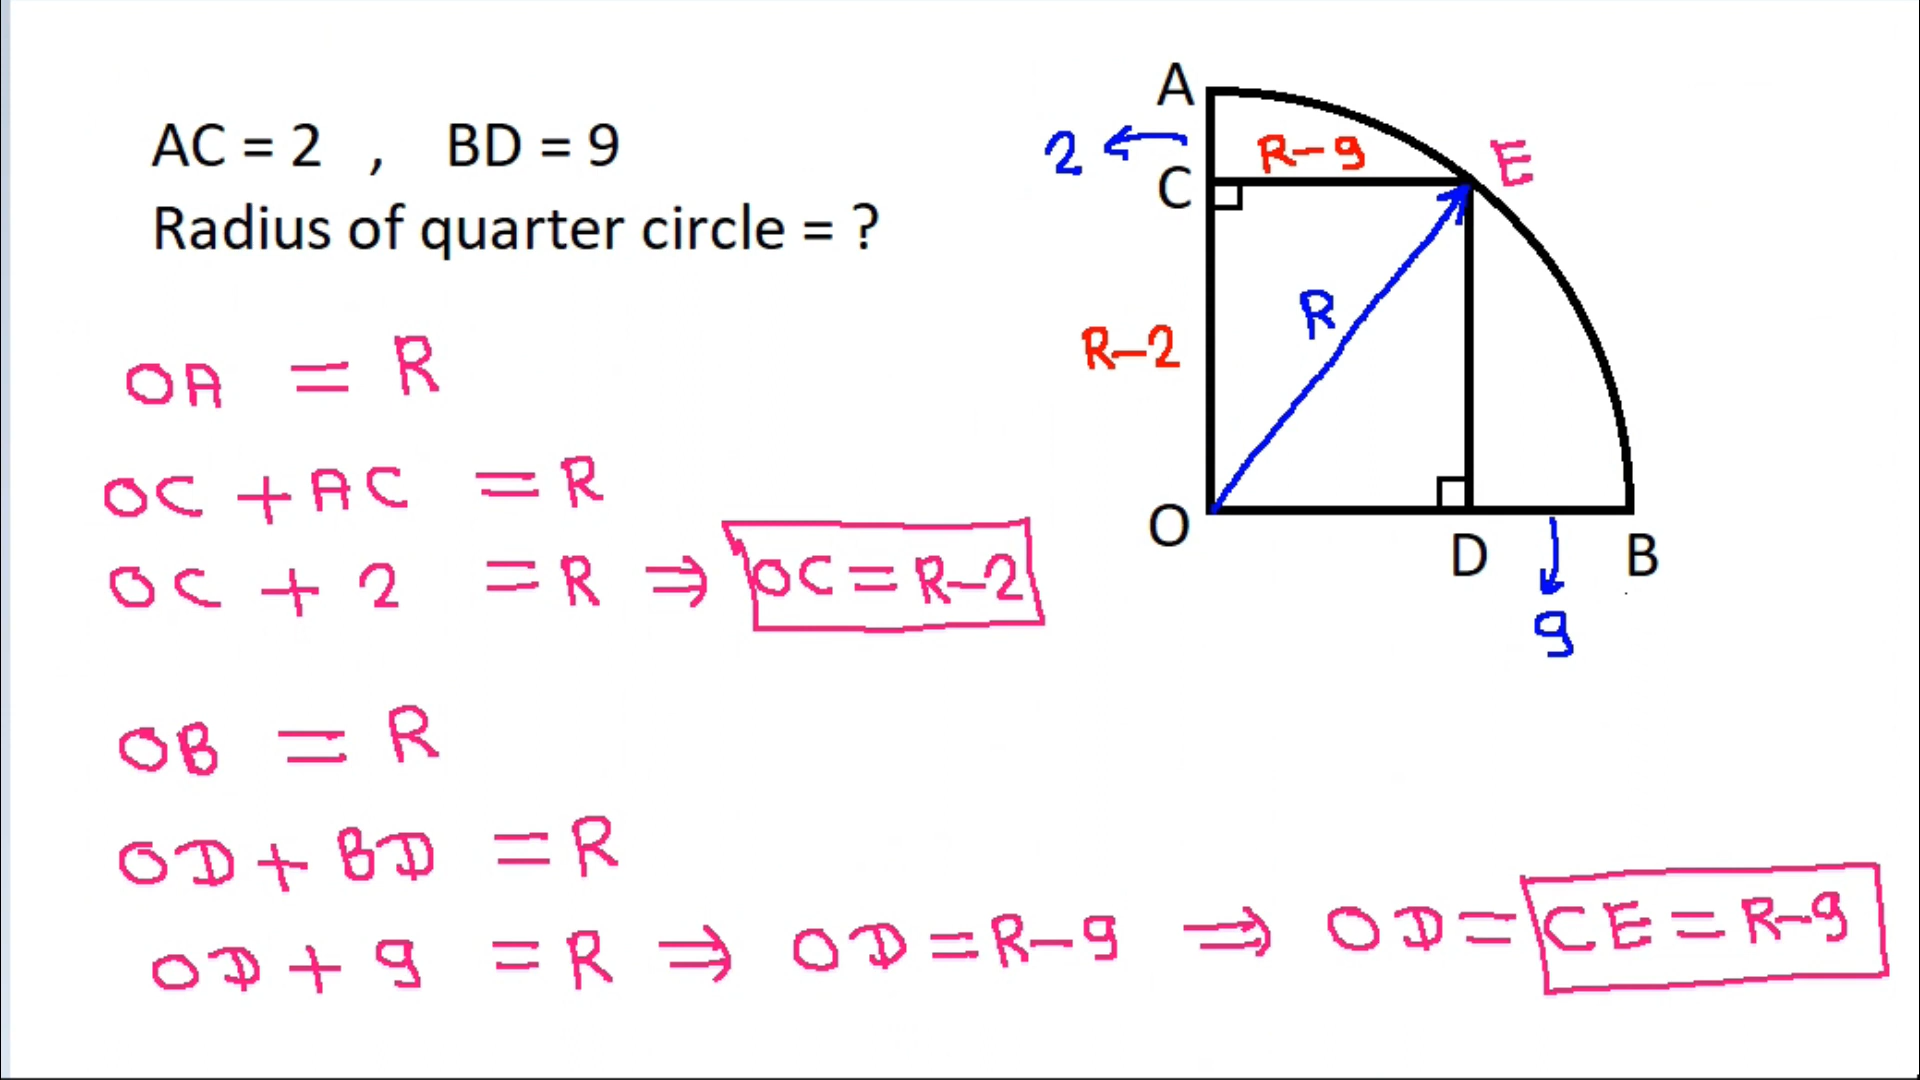 AC = 2 , BD = 9
Radius of quarter circle = ?
OA = R
OC + AC = R
OC + 2 = R ⇒ OC = R-2
OB = R
OD + BD = R
OD + 9 = R ⇒ OD = R-9 ⇒ OD = CE = R-9
A
2
R-9
E
C
R
R-2
O
D
B
9